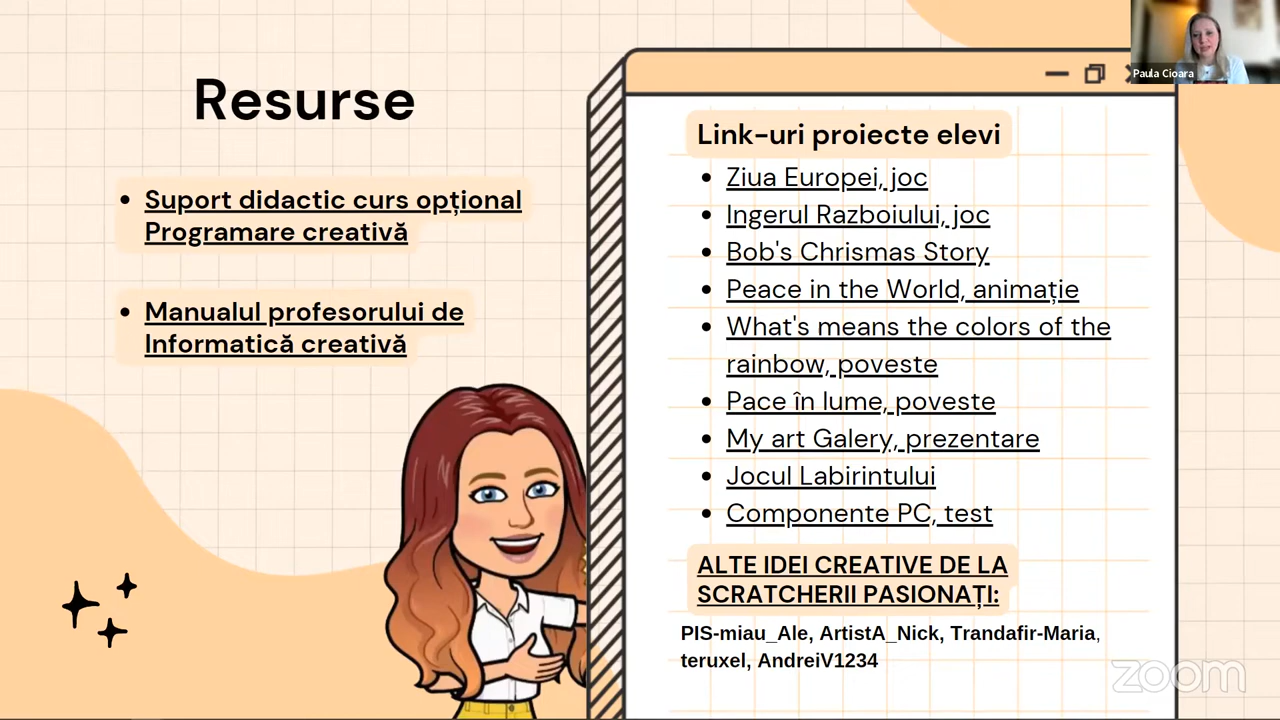 Resurse
Suport didactic curs opțional
Programare creativă
Manualul profesorului de
Informatică creativă
Link-uri proiecte elevi
Ziua Europei, joc
Ingerul Razboiului, joc
Bob's Chrismas Story
Peace in the World, animație
What's means the colors of the
rainbow, poveste
Pace în lume, poveste
My art Galery, prezentare
Jocul Labirintului
Componente PC, test
ALTE IDEI CREATIVE DE LA
SCRATCHERII PASIONAȚI:
PIS-miau_Ale, ArtistA_Nick, Trandafir-Maria,
teruxel, AndreiV1234
Paula Cioara
zoom